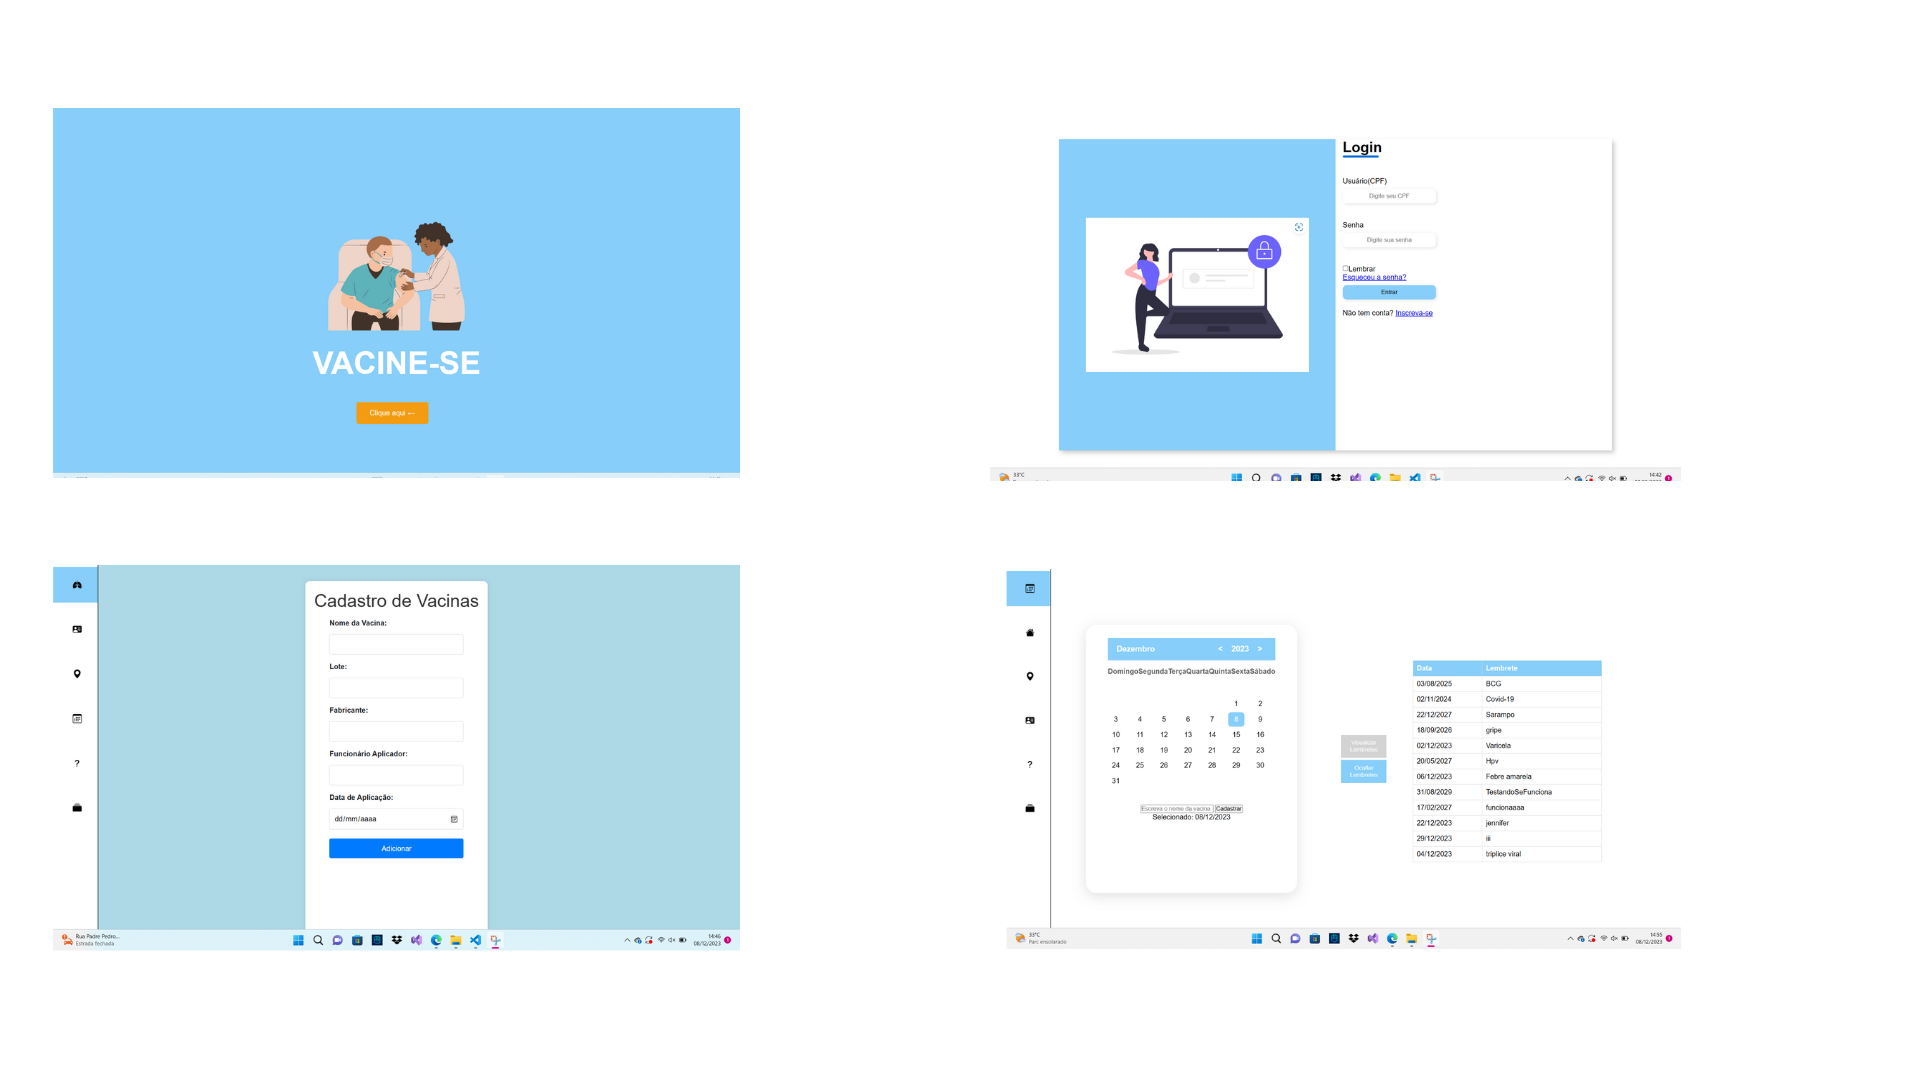 VACINE-SE
Clique aqui ←
Login
Usuário(CPF)
Digite seu CPF
Senha
Digite sua senha
Lembrar
Esqueceu a senha?
Entrar
Não tem conta? Inscreva-se
33°C
14:42
Cadastro de Vacinas
Nome da Vacina:
Lote:
Fabricante:
Funcionário Aplicador:
Data de Aplicação:
dd/mm/aaaa
Adicionar
Rua Padre Pedro...
Estrada fechada
14:46
08/12/2023
Dezembro < 2023 >
DomingoSegundaTerçaQuartaQuintaSextaSábado
1 2
3 4 5 6 7 8 9
10 11 12 13 14 15 16
17 18 19 20 21 22 23
24 25 26 27 28 29 30
31
Escreva o nome da vacina Cadastrar
Selecionado: 08/12/2023
Visualizar
Lembretes
Ocultar
Lembretes
Data Lembrete
03/08/2025 BCG
02/11/2024 Covid-19
22/12/2027 Sarampo
18/09/2026 gripe
02/12/2023 Varicela
20/05/2027 Hpv
06/12/2023 Febre amarela
31/08/2029 TestandoSeFunciona
17/02/2027 funcionaaaa
22/12/2023 jennifer
29/12/2023 iii
04/12/2023 triplice viral
33°C
Parc ensolarado
14:55
08/12/2023